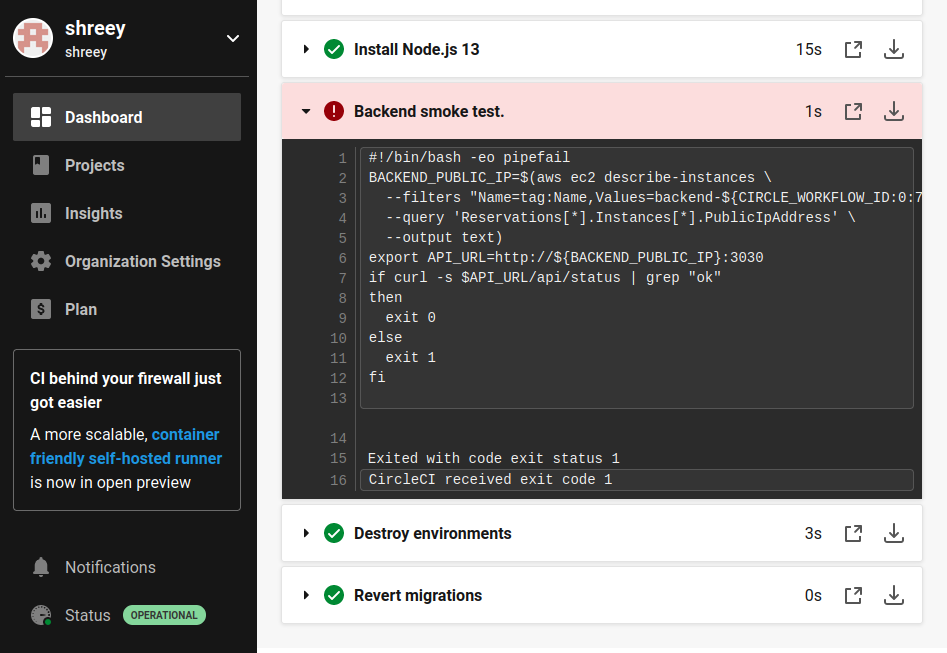 shreey
shreey
Dashboard
Projects
Insights
Organization Settings
Plan
CI behind your firewall just
got easier
A more scalable, container
friendly self-hosted runner
is now in open preview
Notifications
Status OPERATIONAL
Install Node.js 13 15s
Backend smoke test. 1s
1 #!/bin/bash -eo pipefail
2 BACKEND_PUBLIC_IP=$(aws ec2 describe-instances \
3 --filters "Name=tag:Name,Values=backend-${CIRCLE_WORKFLOW_ID:0:7
4 --query 'Reservations[*].Instances[*].PublicIpAddress' \
5 --output text)
6 export API_URL=http://${BACKEND_PUBLIC_IP}:3030
7 if curl -s $API_URL/api/status | grep "ok"
8 then
9 exit 0
10 else
11 exit 1
12 fi
13
14
15 Exited with code exit status 1
16 CircleCI received exit code 1
Destroy environments 3s
Revert migrations 0s